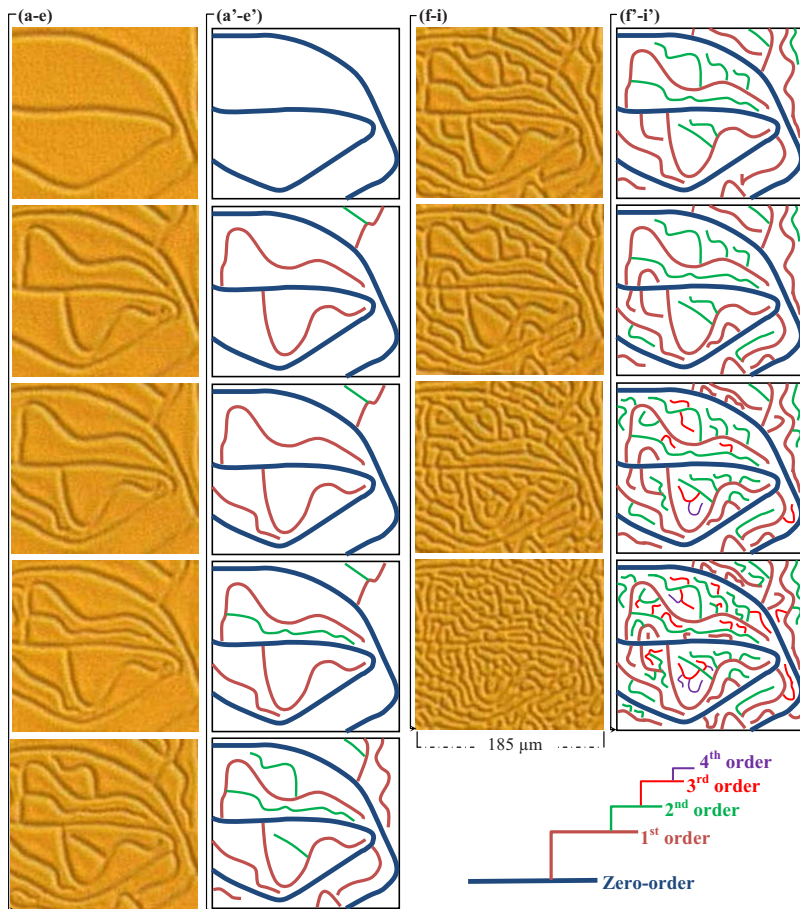 (a-e) (a’-e’) (f-i) (f’-i’)
185 μm
4th order
3rd order
2nd order
1st order
Zero-order